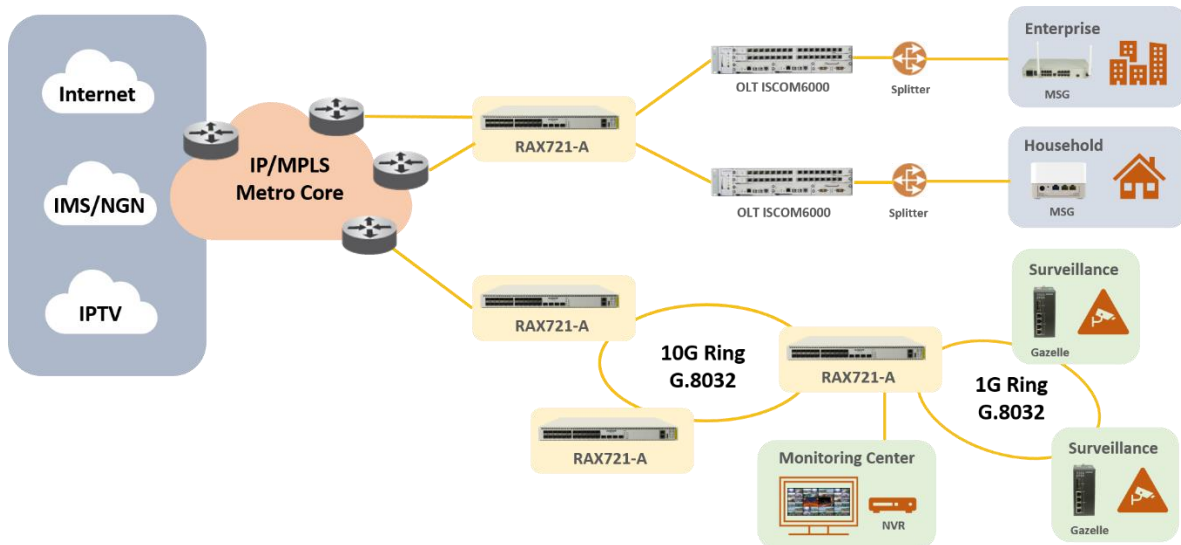 Internet
IMS/NGN
IPTV
IP/MPLS
Metro Core
RAX721-A
OLT ISCOM6000
Splitter
Enterprise
MSG
OLT ISCOM6000
Splitter
Household
MSG
RAX721-A
10G Ring
G.8032
RAX721-A
RAX721-A
1G Ring
G.8032
Surveillance
Gazelle
Surveillance
Gazelle
Monitoring Center
NVR